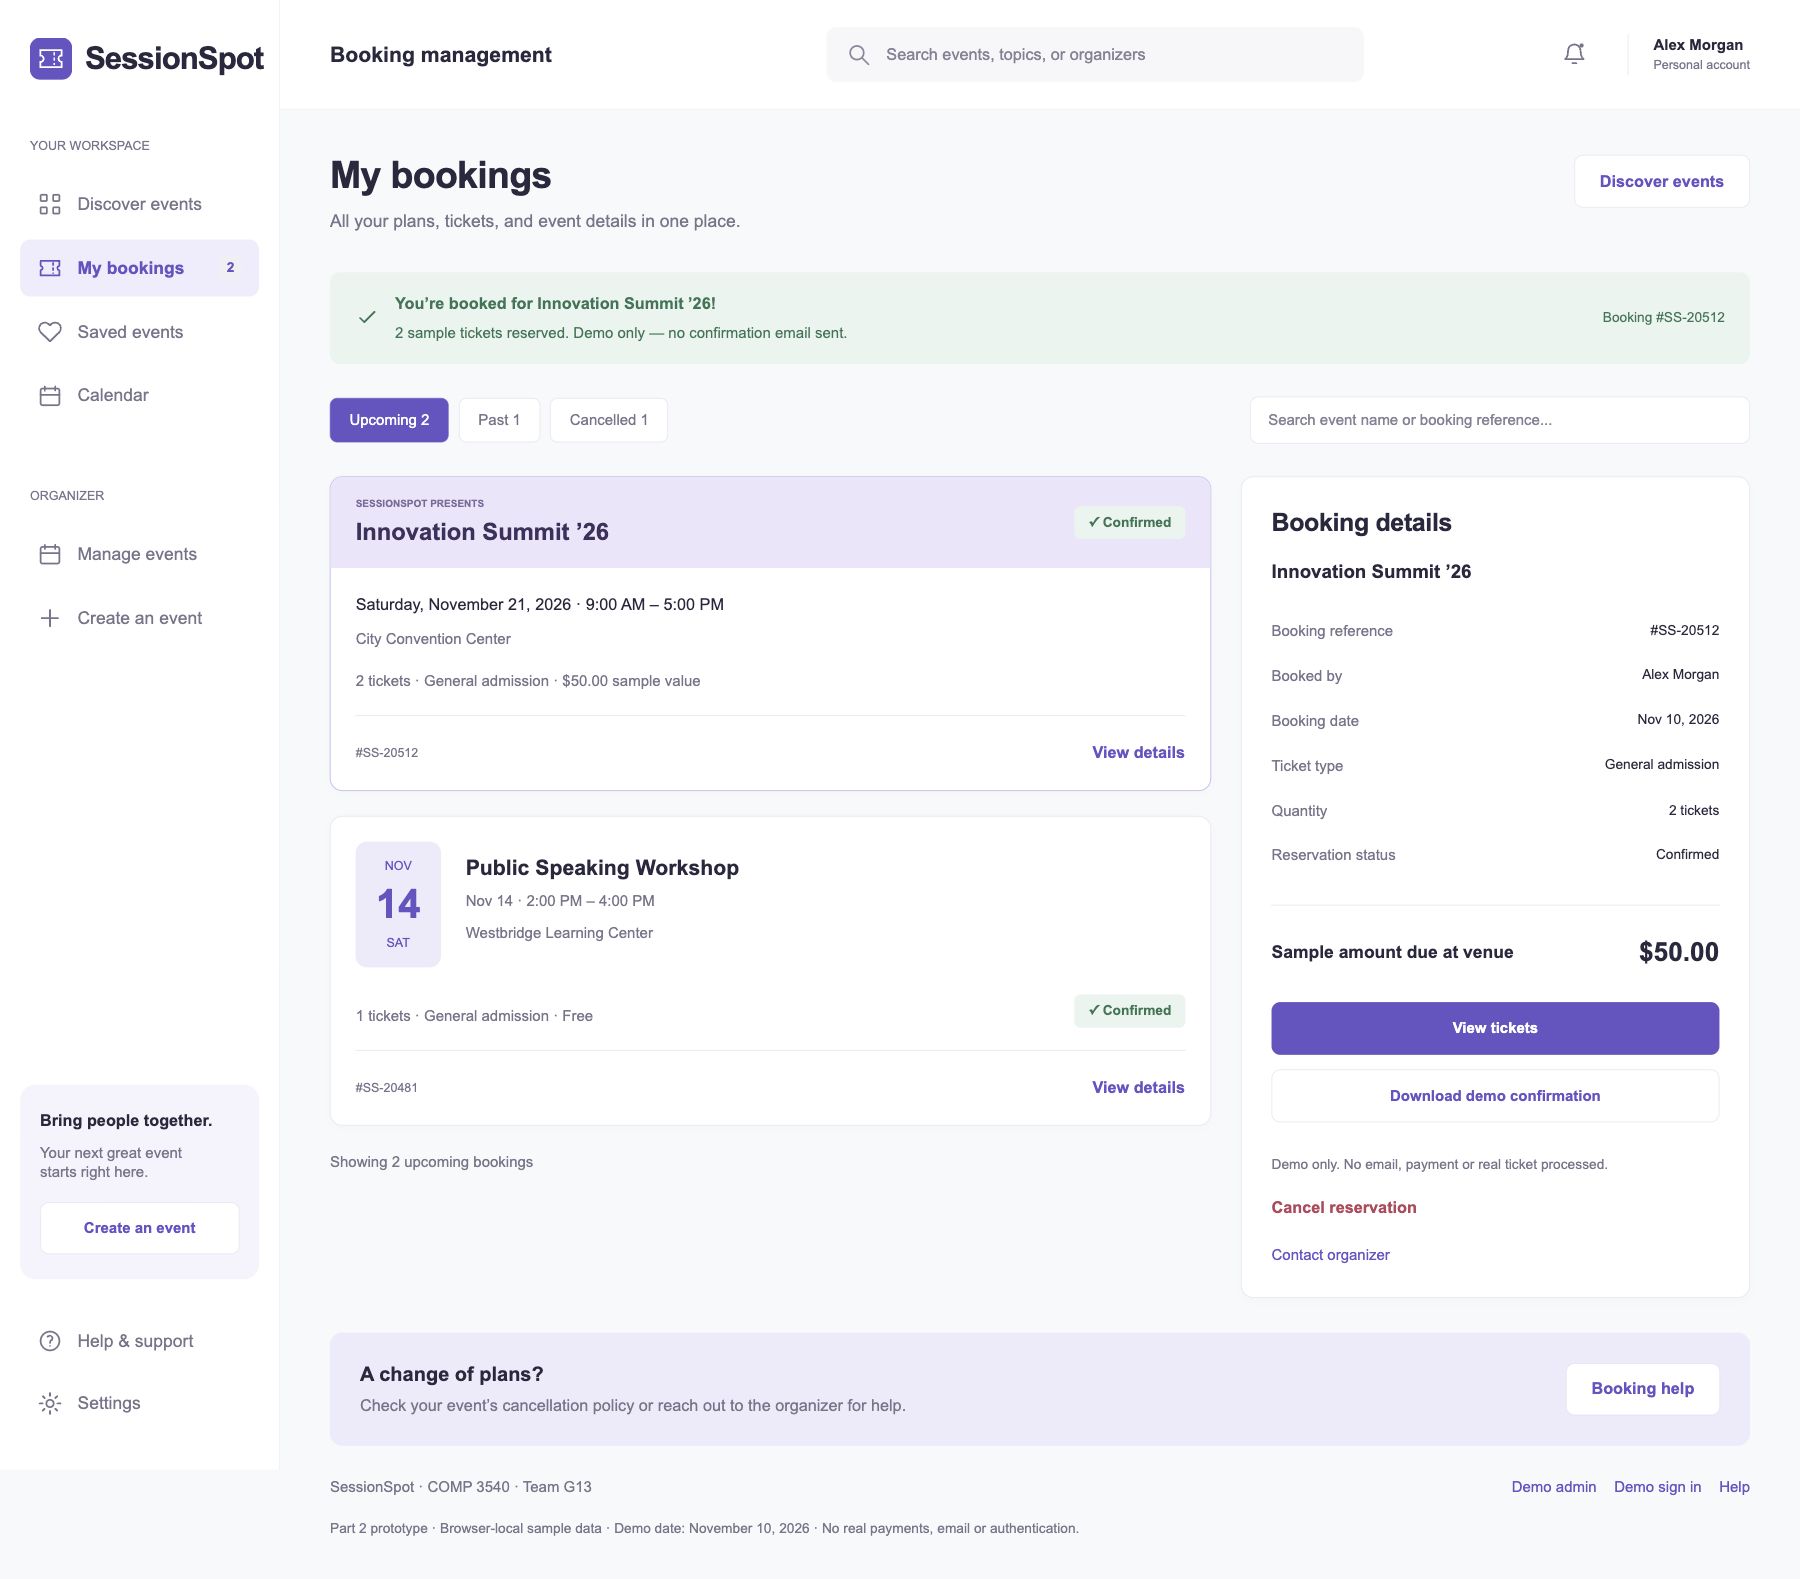 SessionSpot
YOUR WORKSPACE
Discover events
My bookings 2
Saved events
Calendar
ORGANIZER
Manage events
Create an event
Bring people together.
Your next great event
starts right here.
Create an event
Help & support
Settings
Booking management
Search events, topics, or organizers
Alex Morgan
Personal account
My bookings
All your plans, tickets, and event details in one place.
Discover events
You’re booked for Innovation Summit ’26!
2 sample tickets reserved. Demo only — no confirmation email sent.
Booking #SS-20512
Upcoming 2
Past 1
Cancelled 1
Search event name or booking reference...
SESSIONSPOT PRESENTS
Innovation Summit ’26
✓ Confirmed
Saturday, November 21, 2026 · 9:00 AM – 5:00 PM
City Convention Center
2 tickets · General admission · $50.00 sample value
#SS-20512
View details
NOV
14
SAT
Public Speaking Workshop
Nov 14 · 2:00 PM – 4:00 PM
Westbridge Learning Center
1 tickets · General admission · Free
✓ Confirmed
#SS-20481
View details
Showing 2 upcoming bookings
Booking details
Innovation Summit ’26
Booking reference #SS-20512
Booked by Alex Morgan
Booking date Nov 10, 2026
Ticket type General admission
Quantity 2 tickets
Reservation status Confirmed
Sample amount due at venue $50.00
View tickets
Download demo confirmation
Demo only. No email, payment or real ticket processed.
Cancel reservation
Contact organizer
A change of plans?
Check your event’s cancellation policy or reach out to the organizer for help.
Booking help
SessionSpot · COMP 3540 · Team G13
Demo admin Demo sign in Help
Part 2 prototype · Browser-local sample data · Demo date: November 10, 2026 · No real payments, email or authentication.